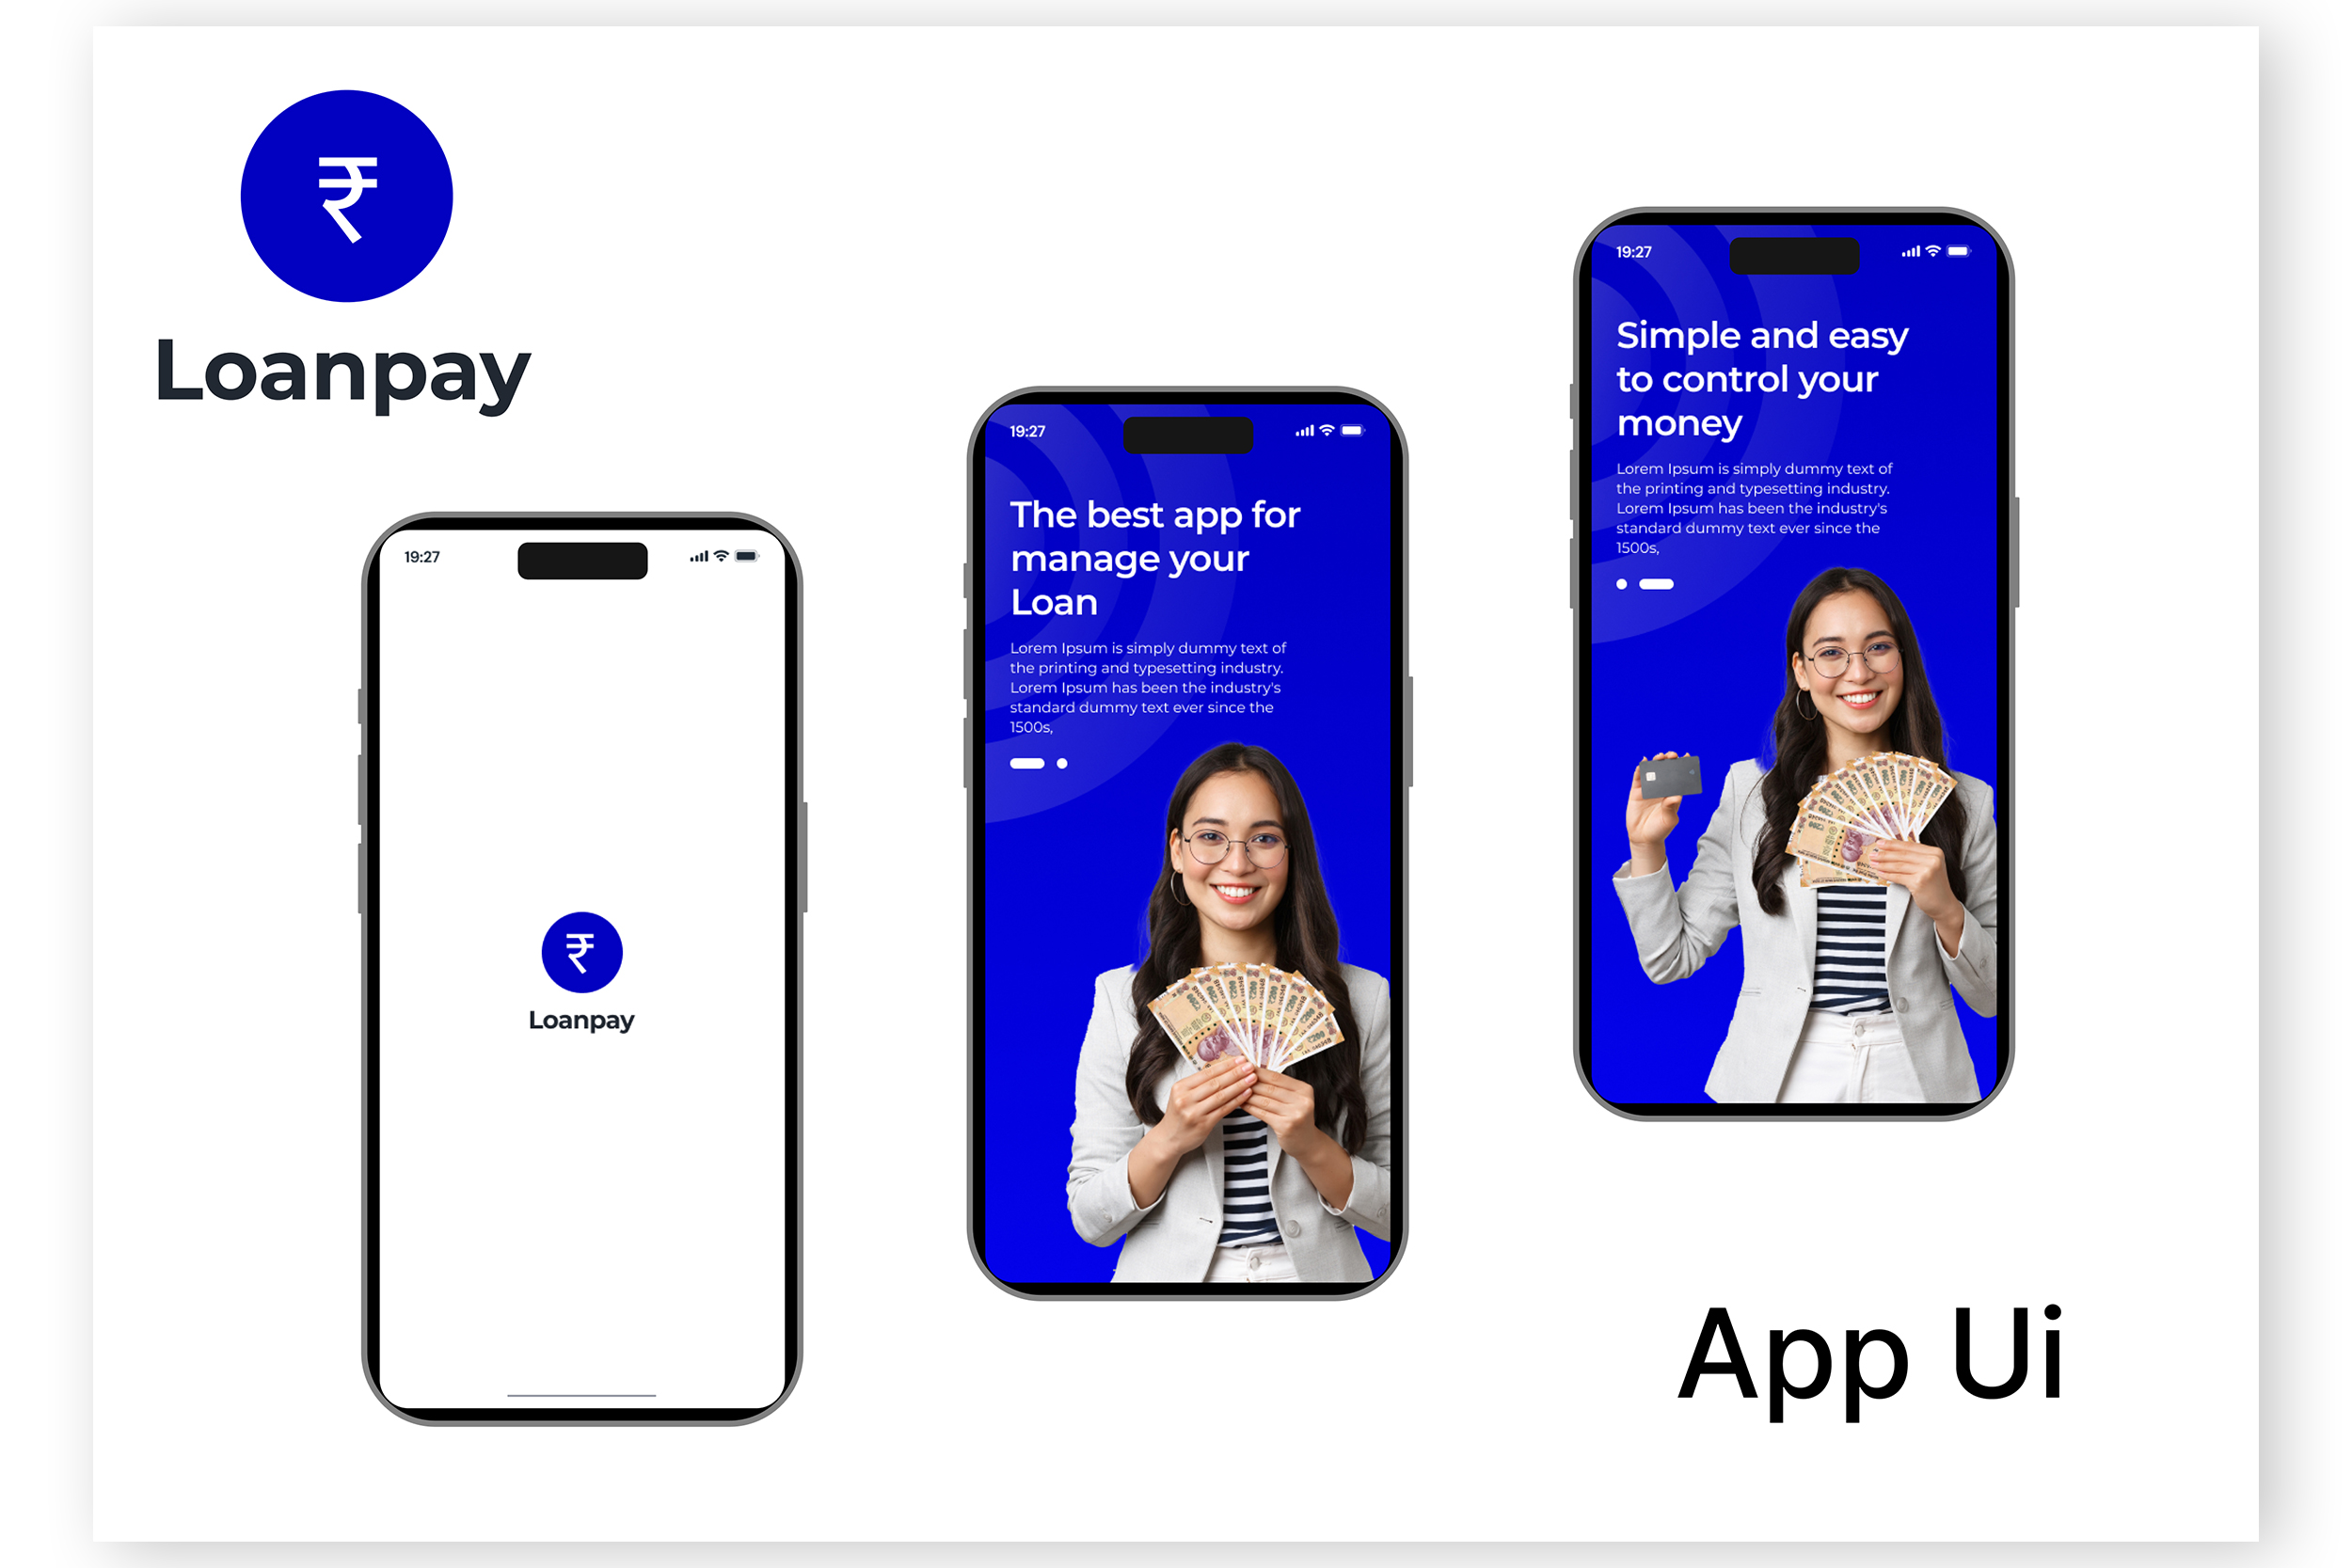 ₹
Loanpay
19:27
₹
Loanpay
19:27
The best app for
manage your
Loan
Lorem Ipsum is simply dummy text of
the printing and typesetting industry.
Lorem Ipsum has been the industry's
standard dummy text ever since the
1500s,
19:27
Simple and easy
to control your
money
Lorem Ipsum is simply dummy text of
the printing and typesetting industry.
Lorem Ipsum has been the industry's
standard dummy text ever since the
1500s,
App Ui